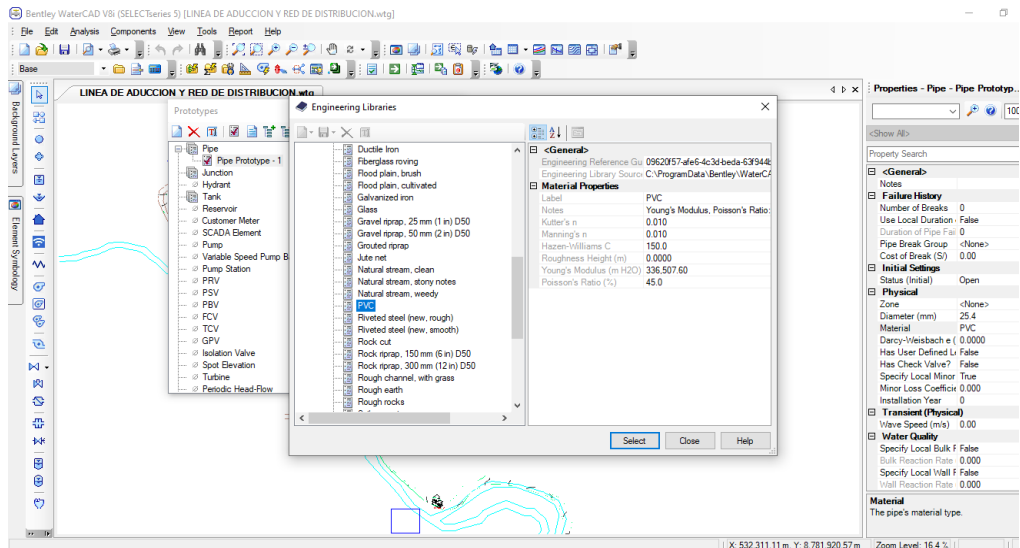 Bentley WaterCAD V8i (SELECTseries 5) [LINEA DE ADUCCION Y RED DE DISTRIBUCION.wtg]
File Edit Analysis Components View Tools Report Help
Base
Background Layers
Element Symbology
LINEA DE ADUCCION Y RED DE DISTRIBUCION.wtg
Prototypes
Pipe
Pipe Prototype - 1
Junction
Hydrant
Tank
Reservoir
Customer Meter
SCADA Element
Pump
Variable Speed Pump B
Pump Station
PRV
PSV
PBV
FCV
TCV
GPV
Isolation Valve
Spot Elevation
Turbine
Periodic Head-Flow
Engineering Libraries
Ductile Iron
Fiberglass roving
Flood plain, brush
Flood plain, cultivated
Galvanized iron
Glass
Gravel riprap, 25 mm (1 in) D50
Gravel riprap, 50 mm (2 in) D50
Grouted riprap
Jute net
Natural stream, clean
Natural stream, stony notes
Natural stream, weedy
PVC
Riveted steel (new, rough)
Riveted steel (new, smooth)
Rock cut
Rock riprap, 150 mm (6 in) D50
Rock riprap, 300 mm (12 in) D50
Rough channel, with grass
Rough earth
Rough rocks
<General>
Engineering Reference Gu 09620f57-afe6-4c3d-beda-63f944b
Engineering Library Source C:\ProgramData\Bentley\WaterCA
Material Properties
Label PVC
Notes Young's Modulus, Poisson's Ratio:
Kutter's n 0.010
Manning's n 0.010
Hazen-Williams C 150.0
Roughness Height (m) 0.0000
Young's Modulus (m H2O) 336,507.60
Poisson's Ratio (%) 45.0
Select Close Help
Properties - Pipe - Pipe Prototyp...
100
<Show All>
Property Search
<General>
Notes
Failure History
Number of Breaks 0
Use Local Duration False
Duration of Pipe Fai 0
Pipe Break Group <None>
Cost of Break (S/) 0.00
Initial Settings
Status (Initial) Open
Physical
Zone <None>
Diameter (mm) 25.4
Material PVC
Darcy-Weisbach e ( 0.0000
Has User Defined Le False
Has Check Valve? False
Specify Local Minor True
Minor Loss Coefficie 0.000
Installation Year 0
Transient (Physical)
Wave Speed (m/s) 0.00
Water Quality
Specify Local Bulk F False
Bulk Reaction Rate 0.000
Specify Local Wall F False
Wall Reaction Rate 0.000
Material
The pipe's material type.
X: 532,311.11 m, Y: 8,781,920.57 m Zoom Level: 16.4 %